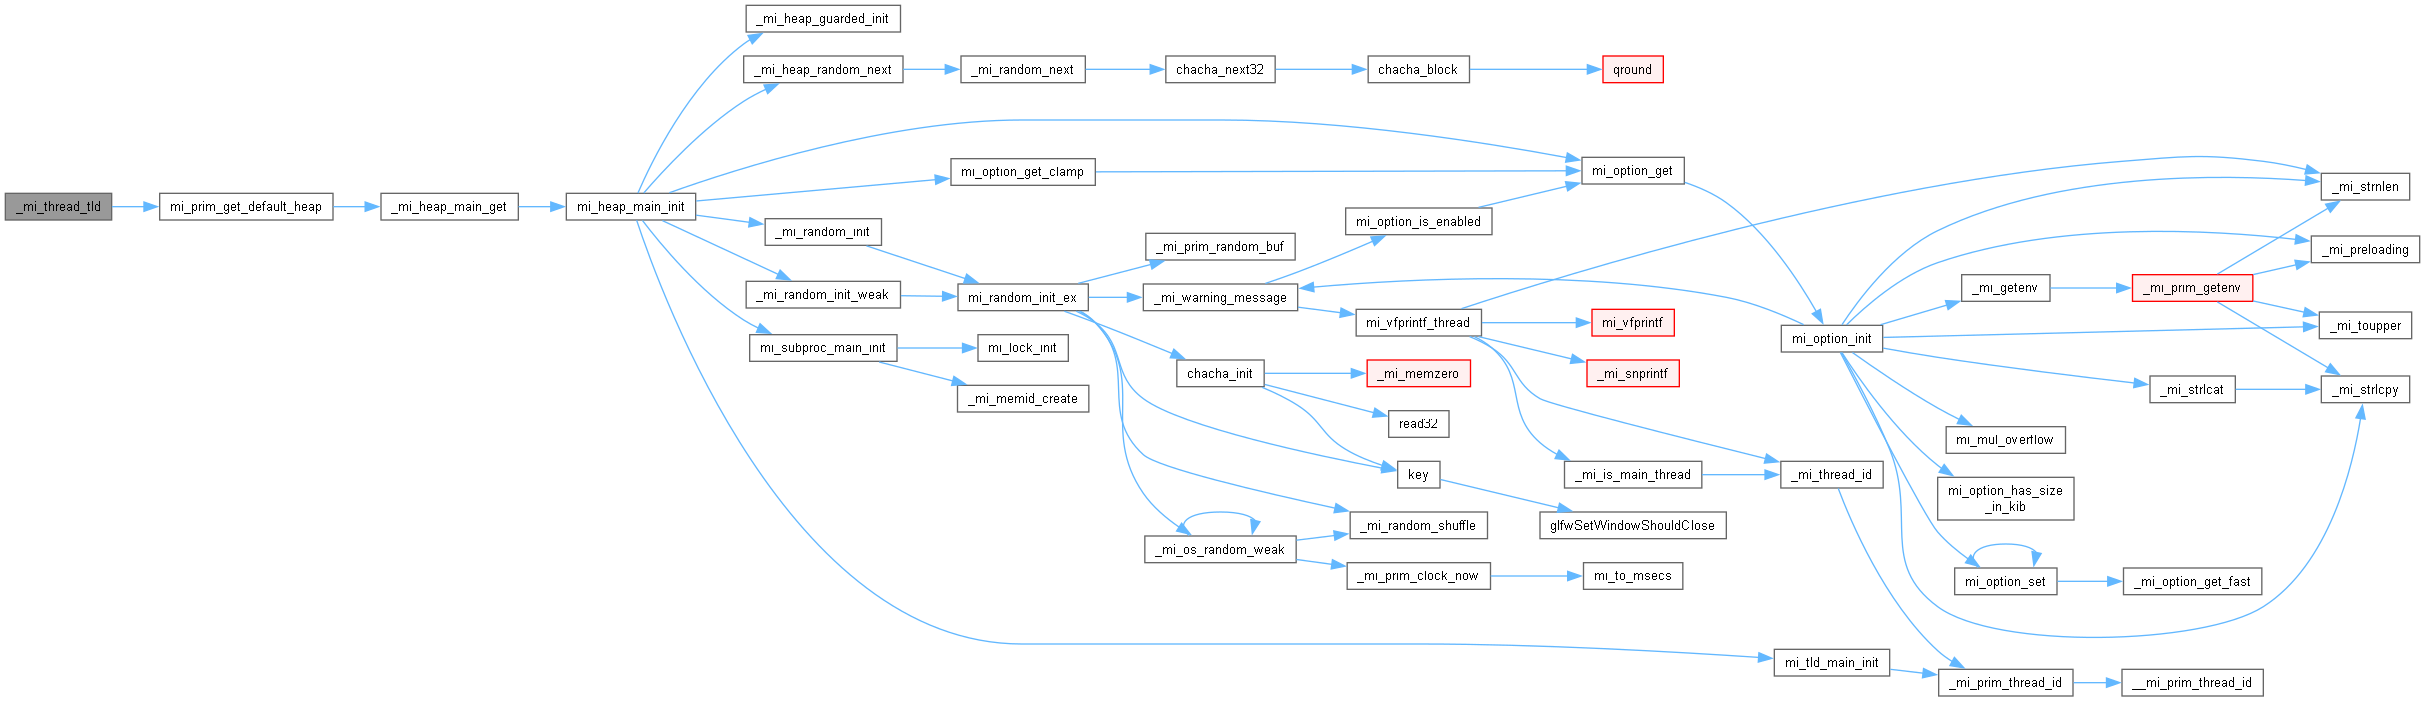 _mi_thread_tld
mi_prim_get_default_heap
_mi_heap_main_get
mi_heap_main_init
_mi_heap_guarded_init
_mi_heap_random_next
_mi_random_next
chacha_next32
chacha_block
qround
mi_option_get_clamp
mi_option_get
_mi_random_init
_mi_random_init_weak
mi_subproc_main_init
mi_lock_init
_mi_memid_create
mi_random_init_ex
_mi_prim_random_buf
_mi_warning_message
mi_option_is_enabled
mi_vfprintf_thread
mi_vfprintf
_mi_snprintf
chacha_init
_mi_memzero
read32
key
glfwSetWindowShouldClose
_mi_is_main_thread
_mi_thread_id
_mi_random_shuffle
_mi_os_random_weak
_mi_prim_clock_now
mi_to_msecs
mi_tld_main_init
_mi_prim_thread_id
__mi_prim_thread_id
mi_option_init
_mi_getenv
_mi_prim_getenv
_mi_strnlen
_mi_preloading
_mi_toupper
_mi_strlcat
_mi_strlcpy
mi_mul_overflow
mi_option_has_size
_in_kib
mi_option_set
_mi_option_get_fast